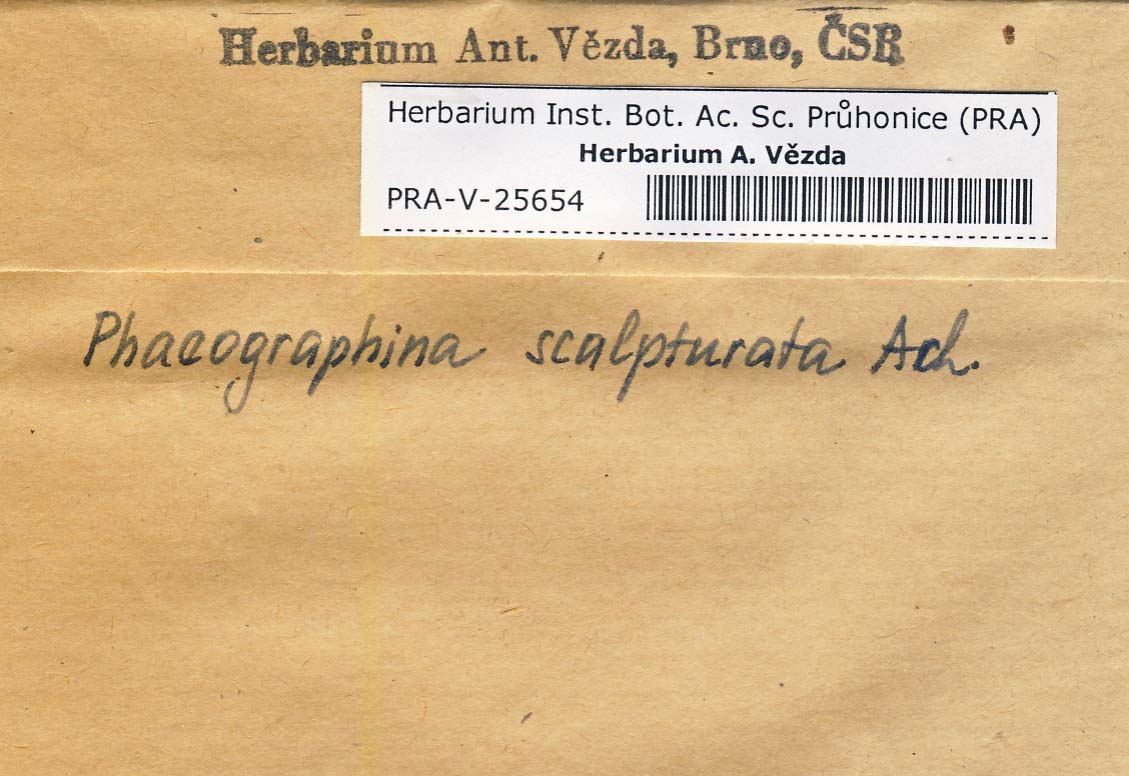 Herbarium Ant. Vězda, Brno, ČSR
Herbarium Inst. Bot. Ac. Sc. Průhonice (PRA)
Herbarium A. Vězda
PRA-V-25654
Phaeographina scalpturata Ach.